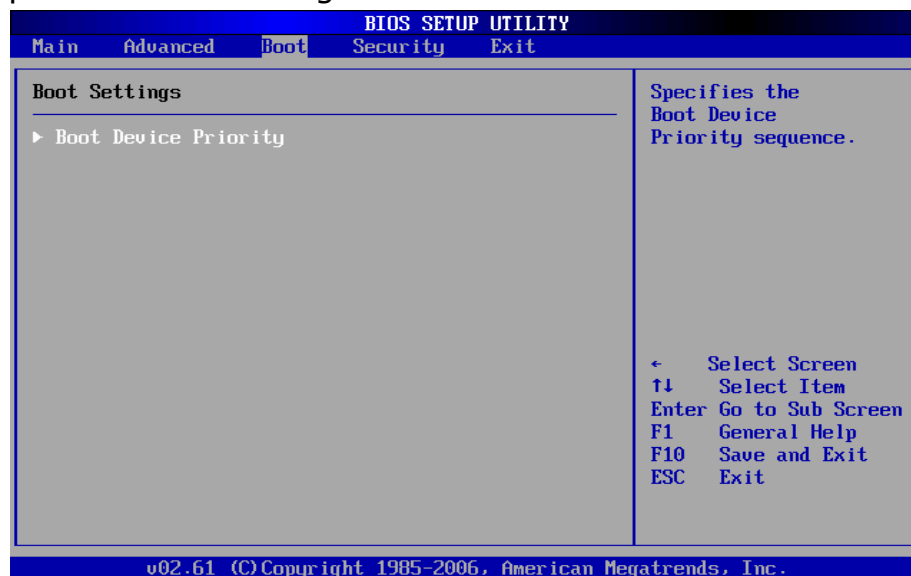 BIOS SETUP UTILITY
Main Advanced Boot Security Exit
Boot Settings
▶ Boot Device Priority
Specifies the
Boot Device
Priority sequence.
← Select Screen
↑↓ Select Item
Enter Go to Sub Screen
F1 General Help
F10 Save and Exit
ESC Exit
v02.61 (C)Copyright 1985-2006, American Megatrends, Inc.